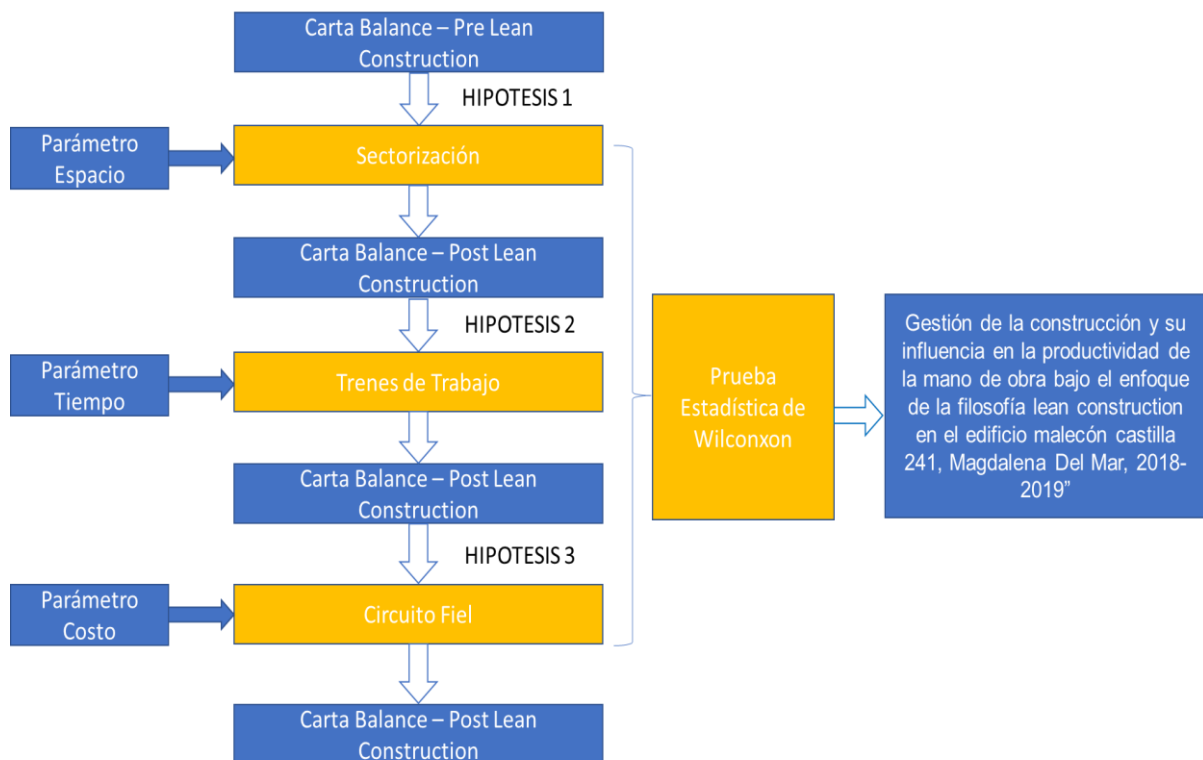 Carta Balance – Pre Lean
Construction
HIPOTESIS 1
Parámetro
Espacio
Sectorización
Carta Balance – Post Lean
Construction
HIPOTESIS 2
Parámetro
Tiempo
Trenes de Trabajo
Carta Balance – Post Lean
Construction
HIPOTESIS 3
Parámetro
Costo
Circuito Fiel
Carta Balance – Post Lean
Construction
Prueba
Estadística de
Wilconxon
Gestión de la construcción y su
influencia en la productividad de
la mano de obra bajo el enfoque
de la filosofía lean construction
en el edificio malecón castilla
241, Magdalena Del Mar, 2018-
2019”